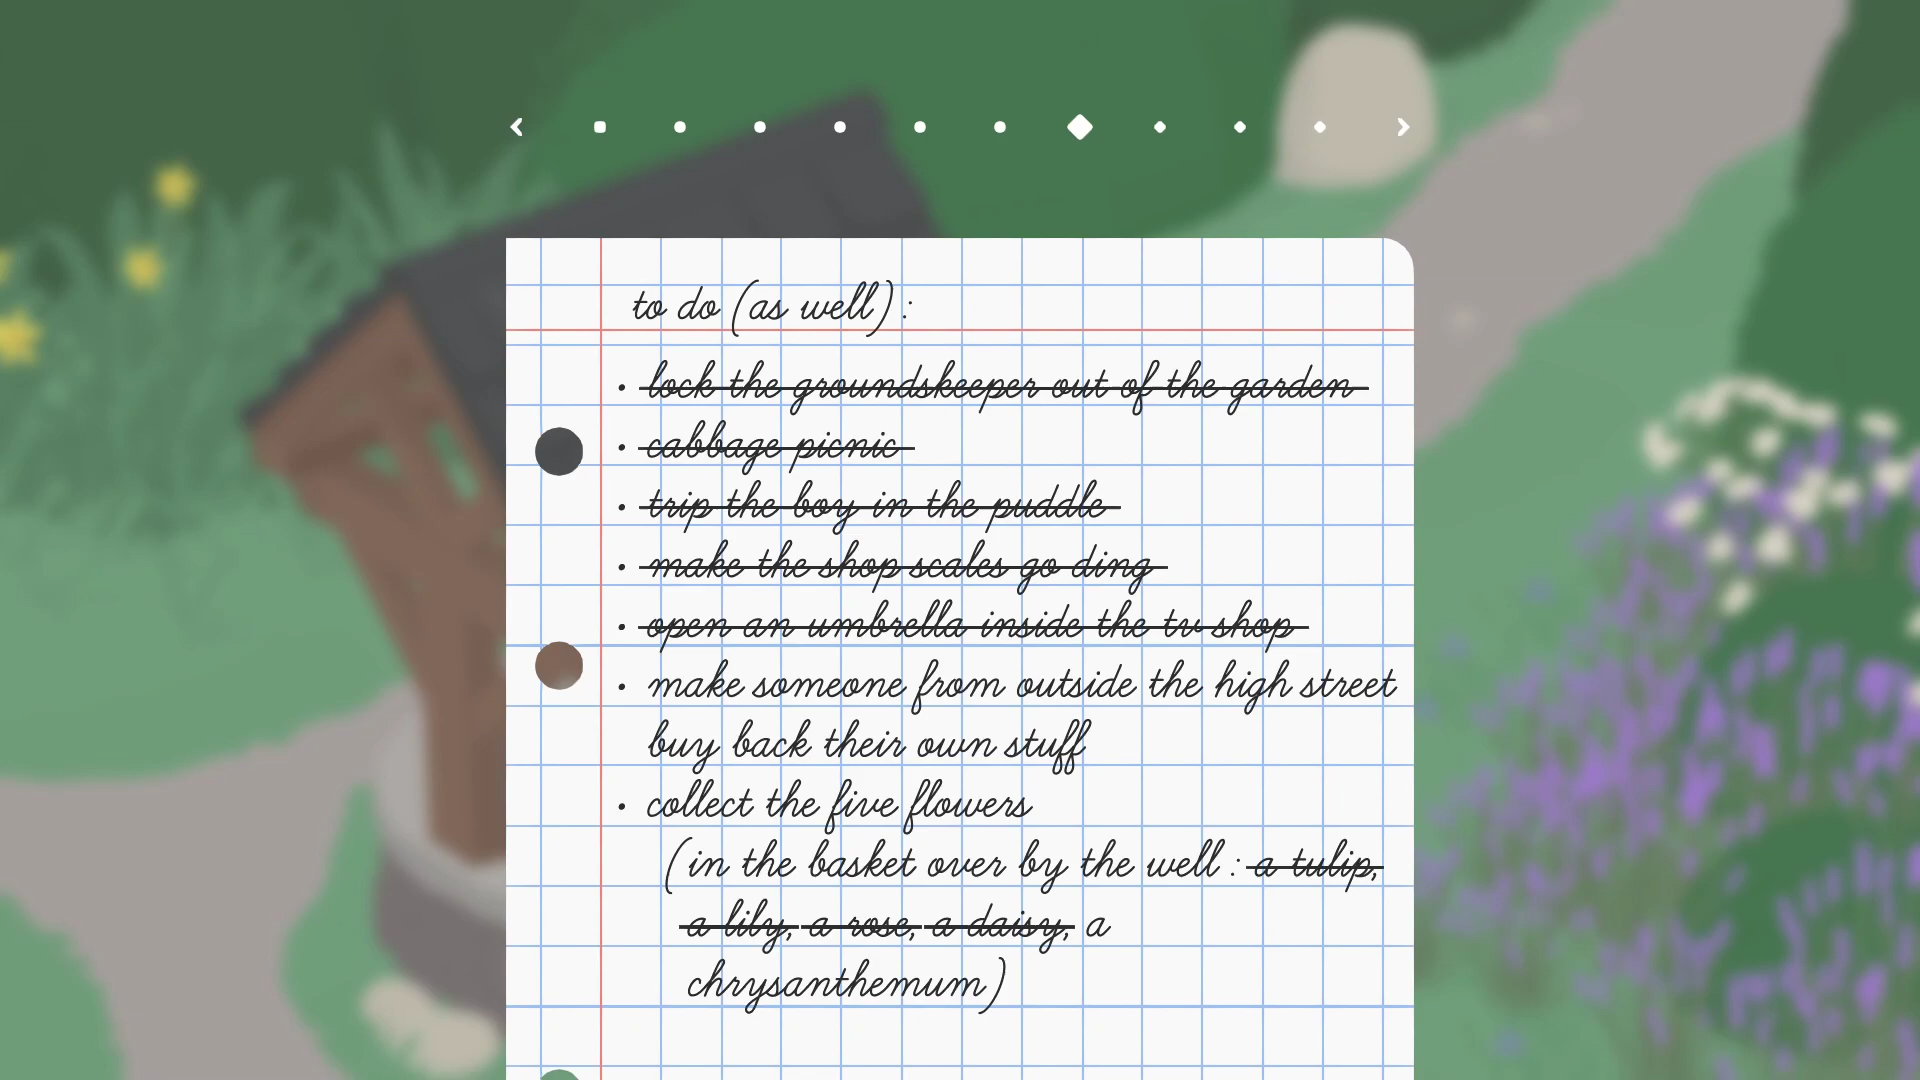 to do (as well) :
• lock the groundskeeper out of the garden
• cabbage picnic
• trip the boy in the puddle
• make the shop scales go ding
• open an umbrella inside the tv shop
• make someone from outside the high street
buy back their own stuff
• collect the five flowers
(in the basket over by the well : a tulip,
a lily, a rose, a daisy, a
chrysanthemum)